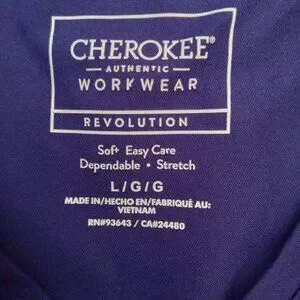 CHEROKEE®
AUTHENTIC
WORKWEAR
REVOLUTION
Soft Easy Care
Dependable • Stretch
L/G/G
MADE IN/HECHO EN/FABRIQUÉ AU:
VIETNAM
RN#93643 / CA#24480